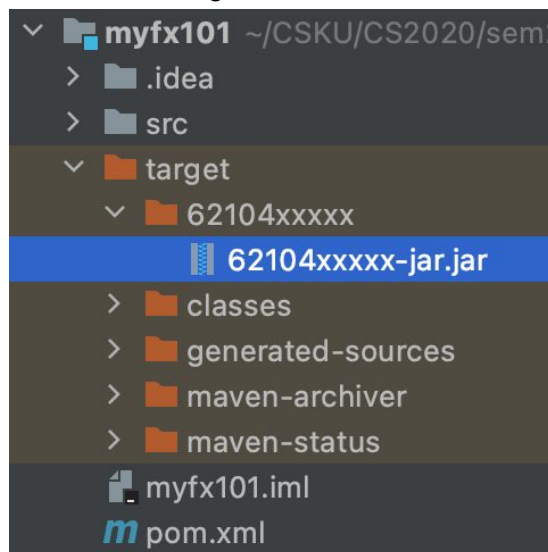 myfx101 ~/CSKU/CS2020/sem
.idea
src
target
62104xxxxx
62104xxxxx-jar.jar
classes
generated-sources
maven-archiver
maven-status
myfx101.iml
m pom.xml